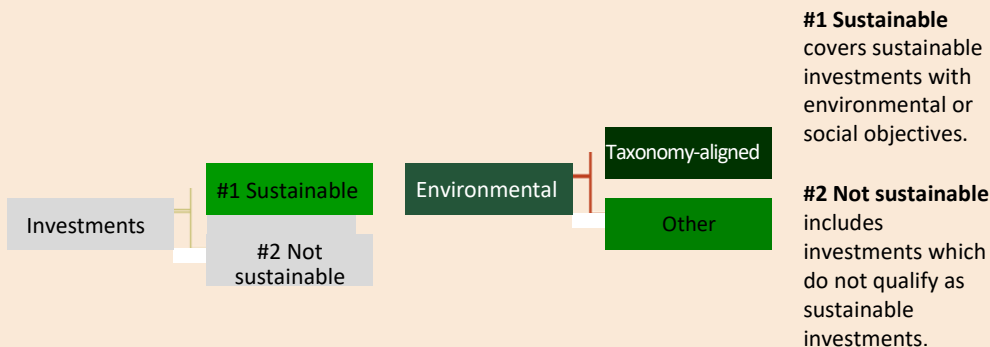 Investments
#1 Sustainable
#2 Not
sustainable
Environmental
Taxonomy-aligned
Other
#1 Sustainable
covers sustainable
investments with
environmental or
social objectives.
#2 Not sustainable
includes
investments which
do not qualify as
sustainable
investments.